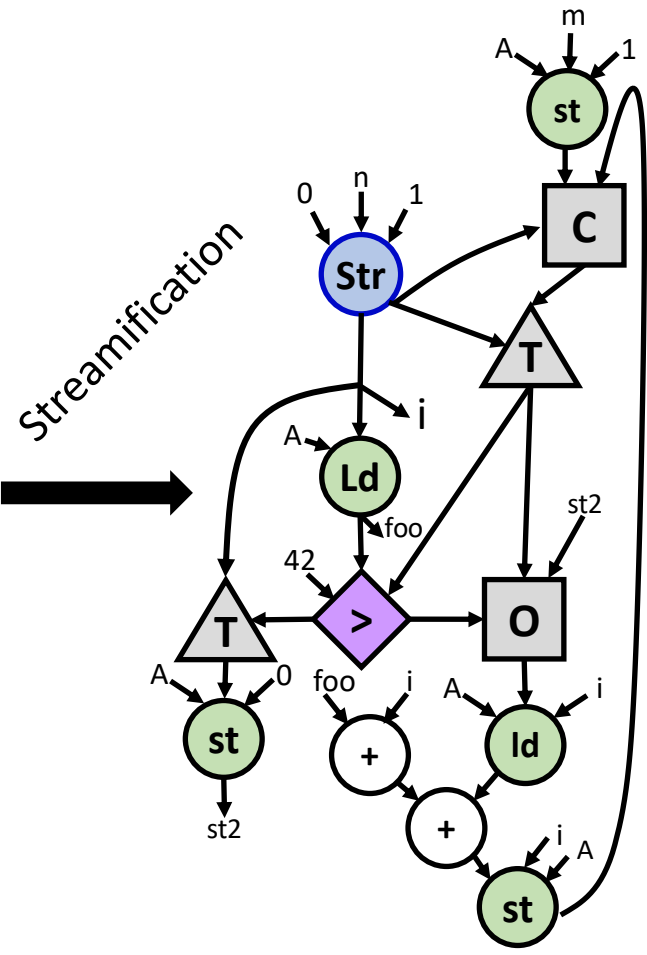 m
A
1
st
C
0
n
1
Str
Streamification
T
i
A
Ld
foo
st2
42
>
T
O
A
0
foo
i
A
i
st
+
ld
st2
+
i
A
st